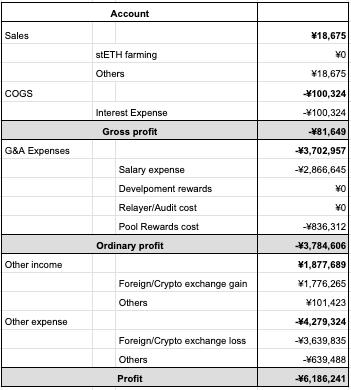 Account
Sales ¥18,675
stETH farming ¥0
Others ¥18,675
COGS -¥100,324
Interest Expense -¥100,324
Gross profit -¥81,649
G&A Expenses -¥3,702,957
Salary expense -¥2,866,645
Develpoment rewards ¥0
Relayer/Audit cost ¥0
Pool Rewards cost -¥836,312
Ordinary profit -¥3,784,606
Other income ¥1,877,689
Foreign/Crypto exchange gain ¥1,776,265
Others ¥101,423
Other expense -¥4,279,324
Foreign/Crypto exchange loss -¥3,639,835
Others -¥639,488
Profit -¥6,186,241